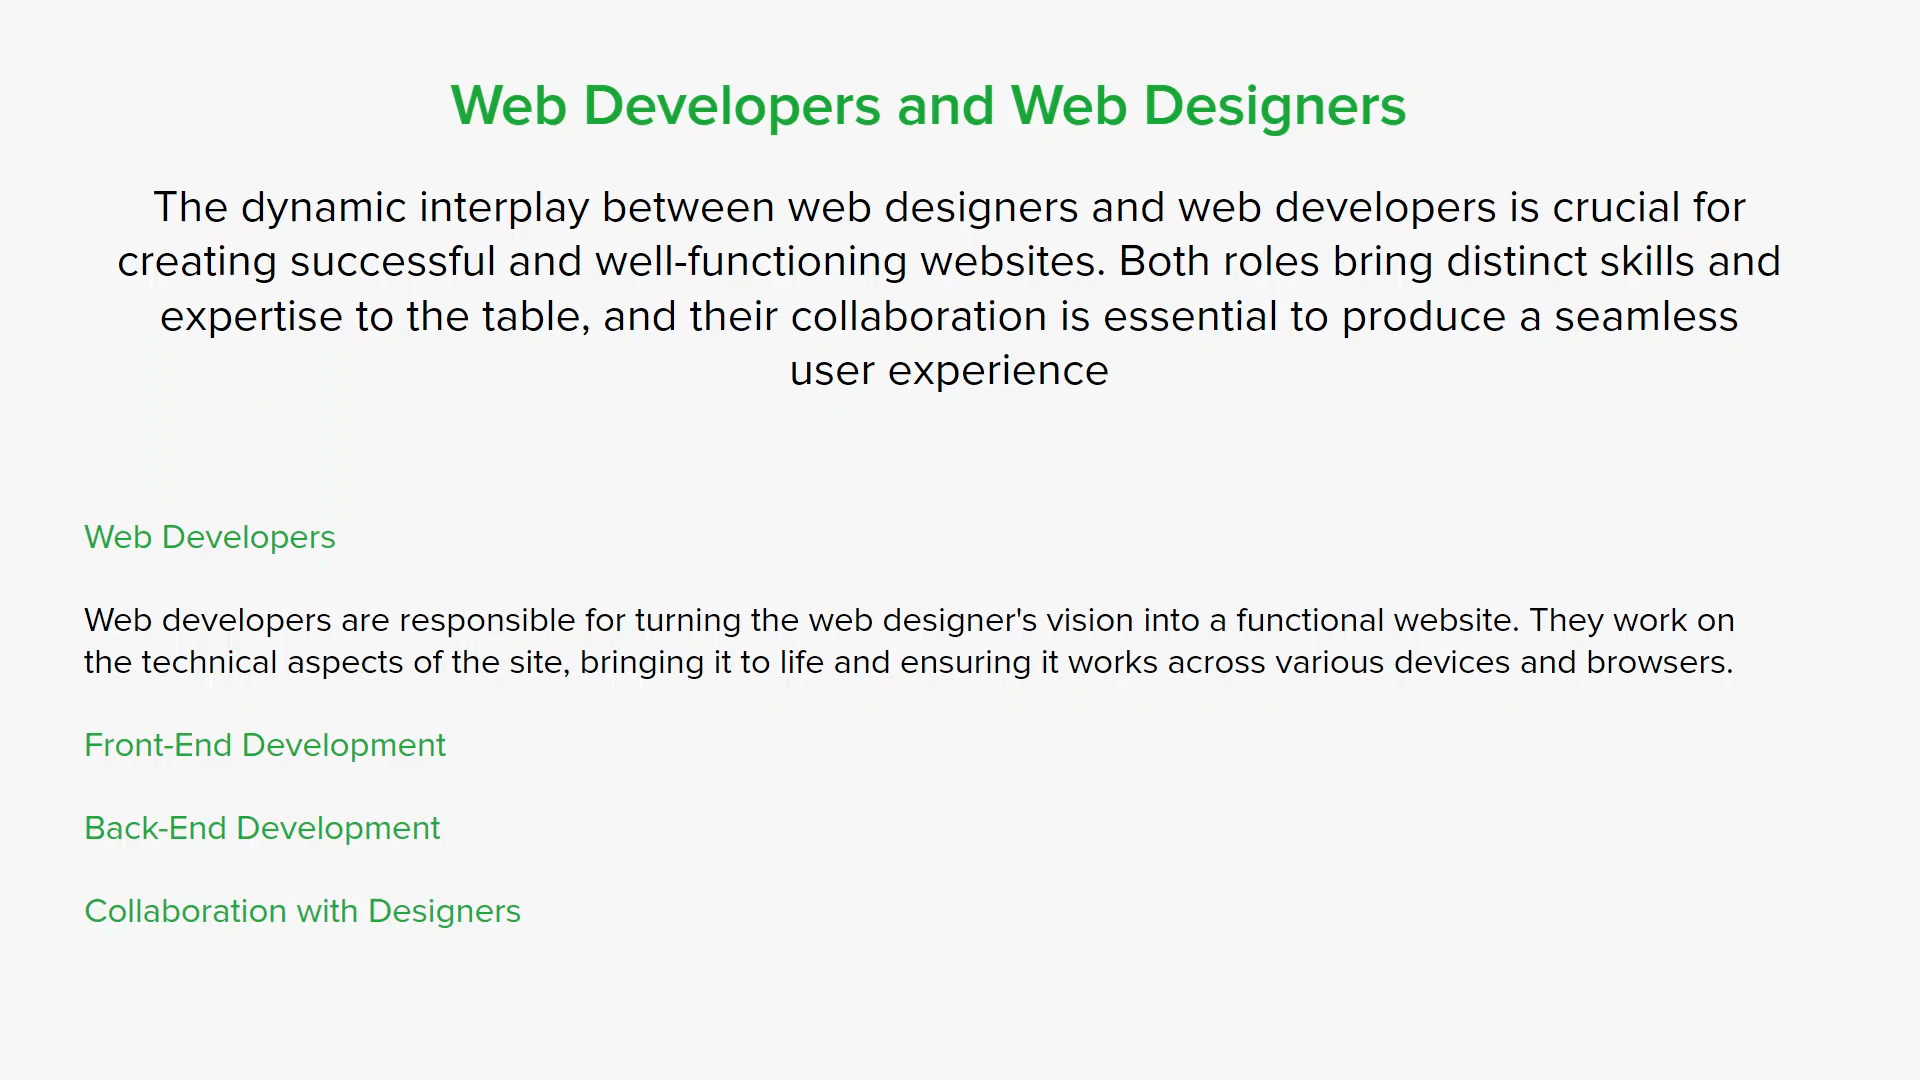 Web Developers and Web Designers
The dynamic interplay between web designers and web developers is crucial for
creating successful and well-functioning websites. Both roles bring distinct skills and
expertise to the table, and their collaboration is essential to produce a seamless
user experience
Web Developers
Web developers are responsible for turning the web designer's vision into a functional website. They work on
the technical aspects of the site, bringing it to life and ensuring it works across various devices and browsers.
Front-End Development
Back-End Development
Collaboration with Designers